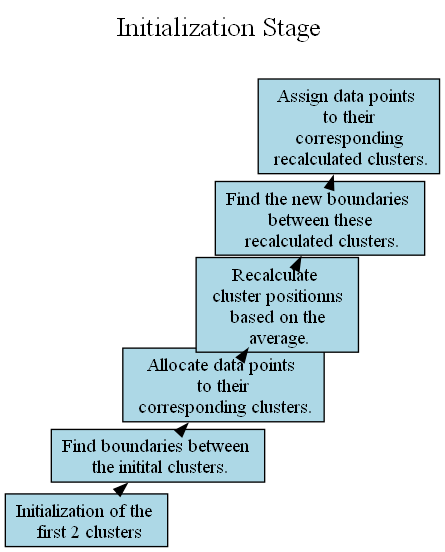 Initialization Stage
Assign data points
to their
corresponding
recalculated clusters.
Find the new boundaries
between these
recalculated clusters.
Recalculate
cluster positionns
based on the
average.
Allocate data points
to their
corresponding clusters.
Find boundaries between
the initital clusters.
Initialization of the
first 2 clusters